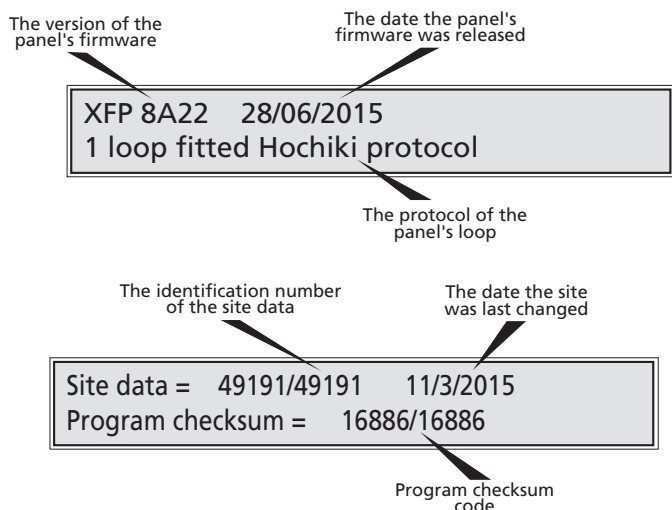 The version of the
panel's firmware
The date the panel's
firmware was released
XFP 8A22 28/06/2015
1 loop fitted Hochiki protocol
The protocol of the
panel's loop
The identification number
of the site data
The date the site
was last changed
Site data = 49191/49191 11/3/2015
Program checksum = 16886/16886
Program checksum
code